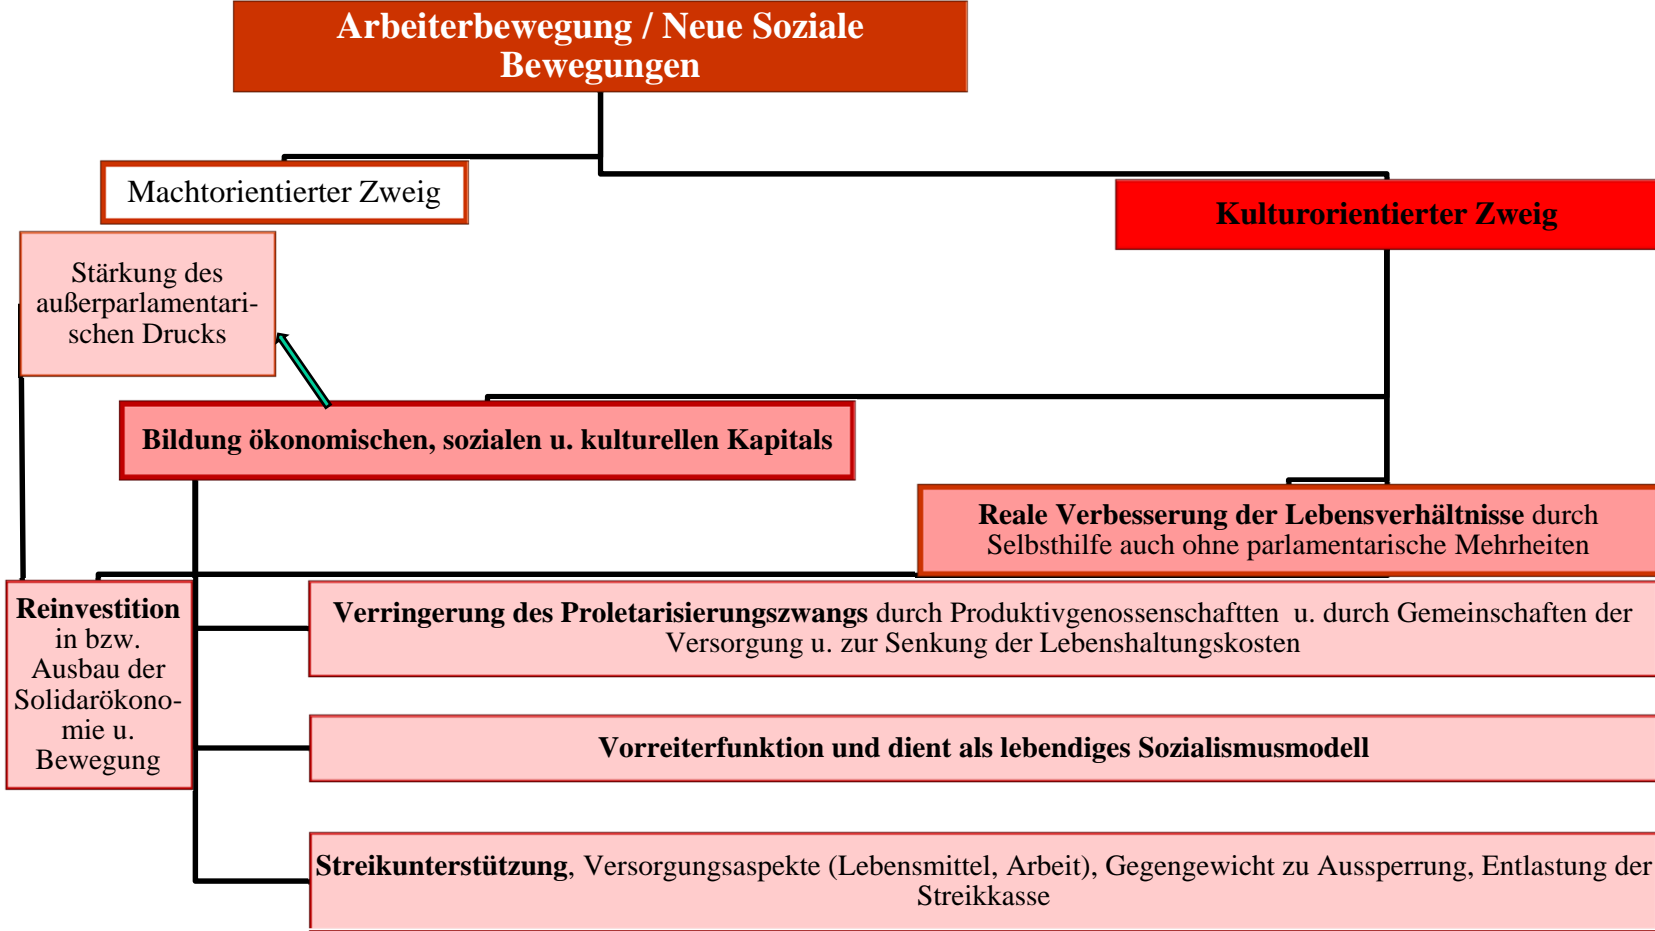 Arbeiterbewegung / Neue Soziale
Bewegungen
Machtorientierter Zweig
Kulturorientierter Zweig
Stärkung des
außerparlamentari-
schen Drucks
Bildung ökonomischen, sozialen u. kulturellen Kapitals
Reale Verbesserung der Lebensverhältnisse durch
Selbsthilfe auch ohne parlamentarische Mehrheiten
Reinvestition
in bzw.
Ausbau der
Solidarökono-
mie u.
Bewegung
Verringerung des Proletarisierungszwangs durch Produktivgenossenschaftten u. durch Gemeinschaften der
Versorgung u. zur Senkung der Lebenshaltungskosten
Vorreiterfunktion und dient als lebendiges Sozialismusmodell
Streikunterstützung, Versorgungsaspekte (Lebensmittel, Arbeit), Gegengewicht zu Aussperrung, Entlastung der
Streikkasse